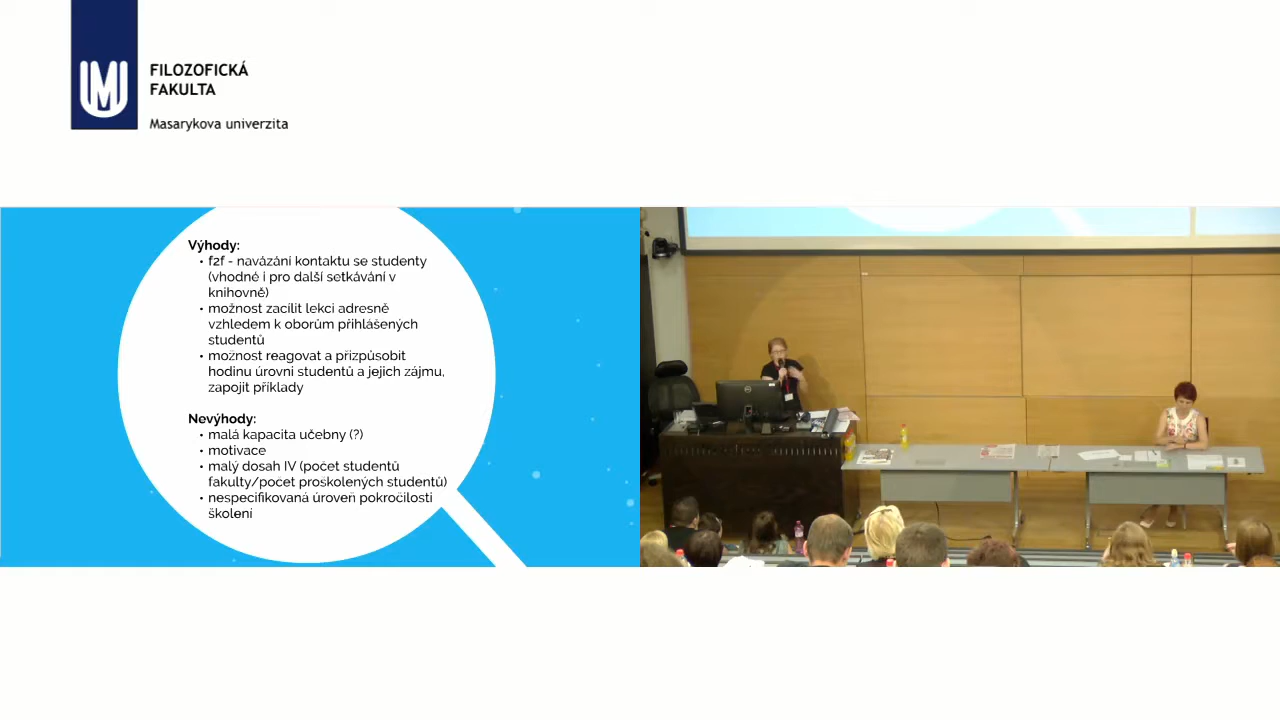 FILOZOFICKÁ
FAKULTA
Masarykova univerzita
Výhody:
• f2f - navázání kontaktu se studenty
(vhodné i pro další setkávání v
knihovně)
• možnost zacílit lekci adresně
vzhledem k oborům přihlášených
studentů
• možnost reagovat a přizpůsobit
hodinu úrovni studentů a jejich zájmu,
zapojit příklady
Nevýhody:
• malá kapacita učebny (?)
• motivace
• malý dosah IV (počet studentů
fakulty/počet proškolených studentů)
• nespecifikovaná úroveň pokročilosti
školení